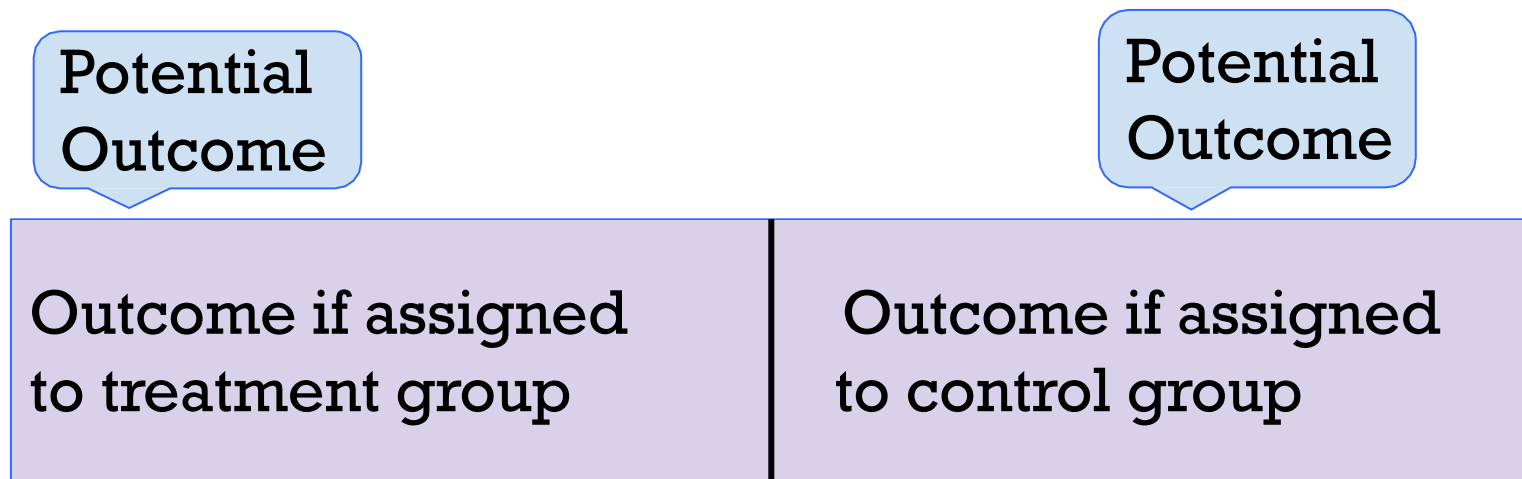 Potential
Outcome
Potential
Outcome
Outcome if assigned
to treatment group
Outcome if assigned
to control group